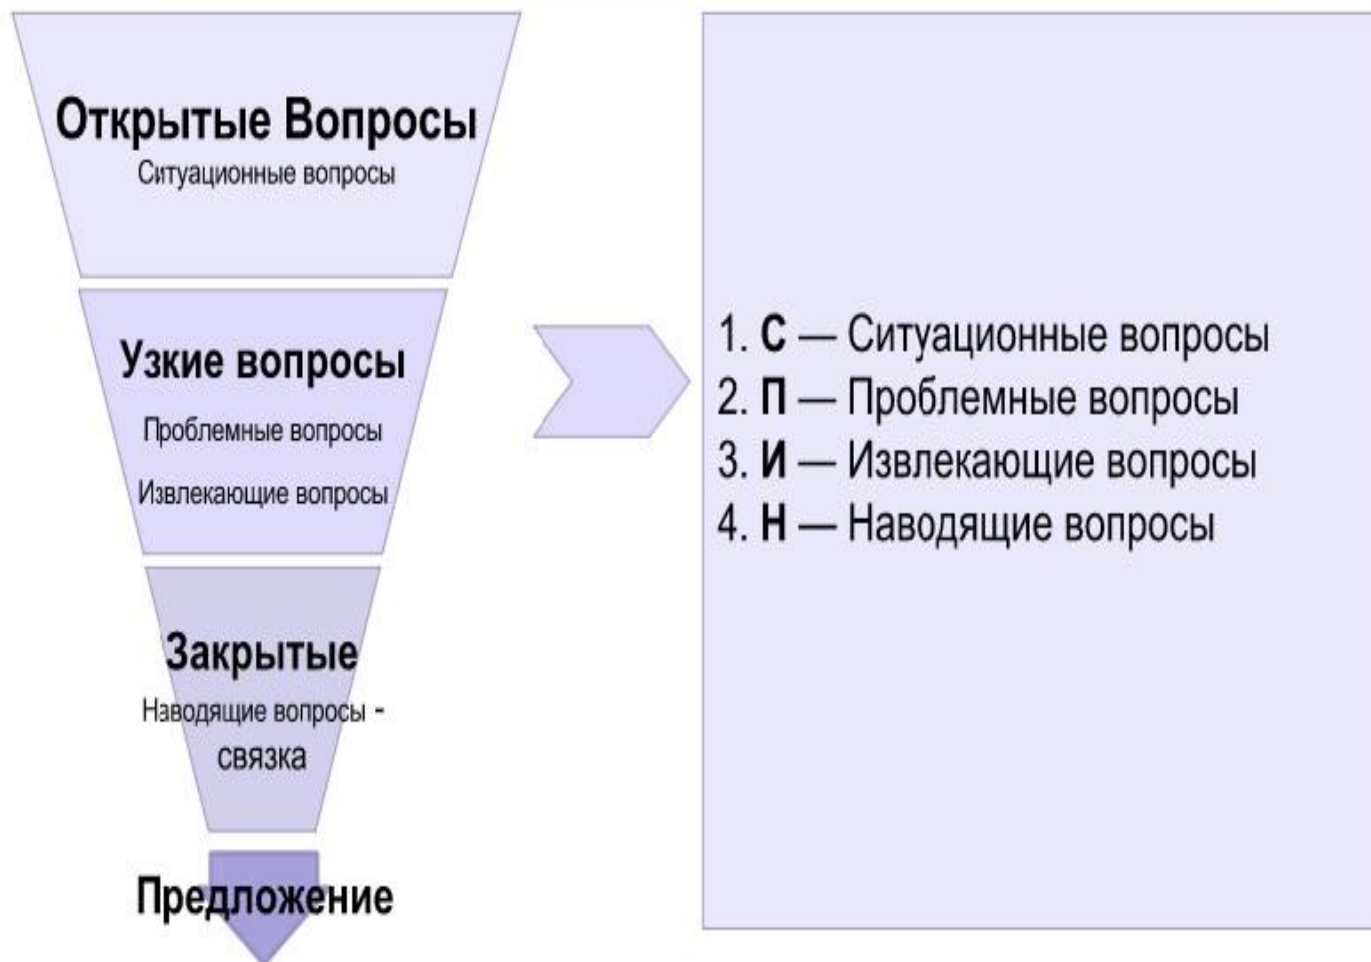 Открытые Вопросы
Ситуационные вопросы
Узкие вопросы
Проблемные вопросы
Извлекающие вопросы
Закрытые
Наводящие вопросы -
связка
Предложение
1. С — Ситуационные вопросы
2. П — Проблемные вопросы
3. И — Извлекающие вопросы
4. Н — Наводящие вопросы